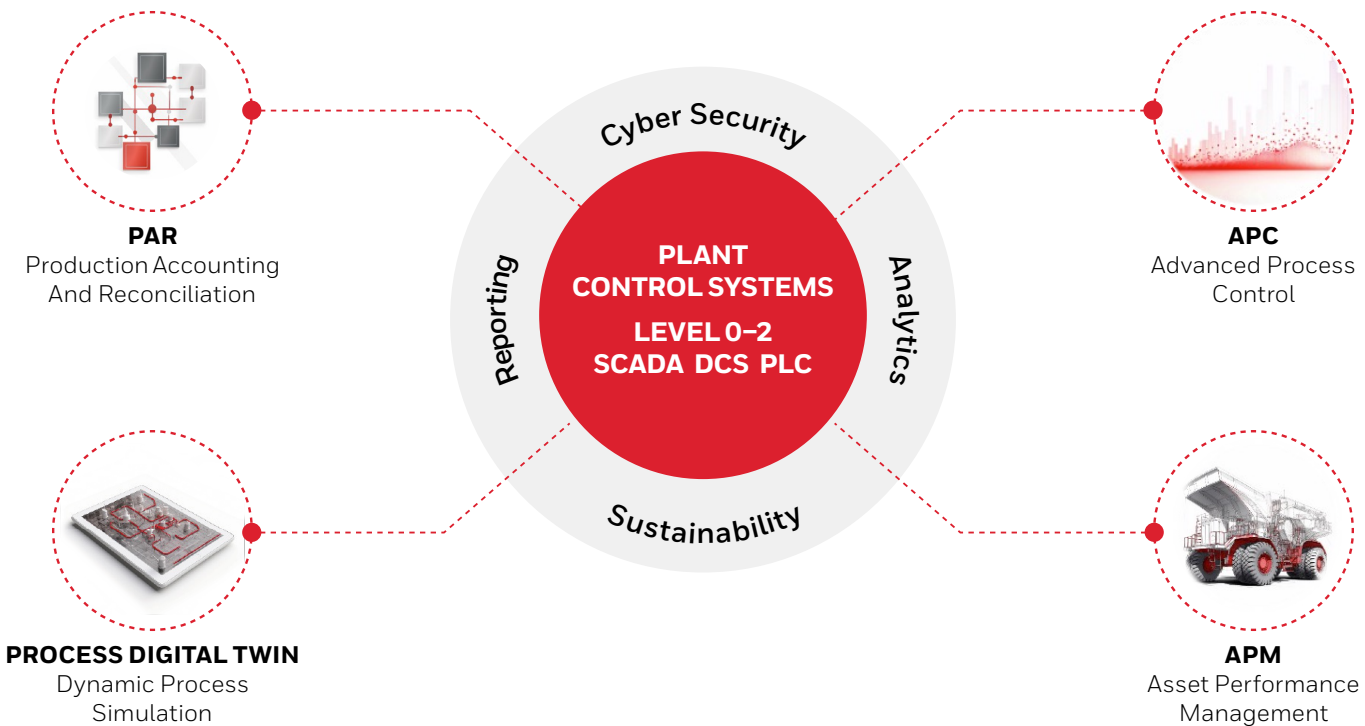 Cyber Security
PAR
Production Accounting
And Reconciliation
APC
Advanced Process
Control
Reporting
PLANT
CONTROL SYSTEMS
LEVEL 0–2
SCADA DCS PLC
Analytics
Sustainability
PROCESS DIGITAL TWIN
Dynamic Process
Simulation
APM
Asset Performance
Management